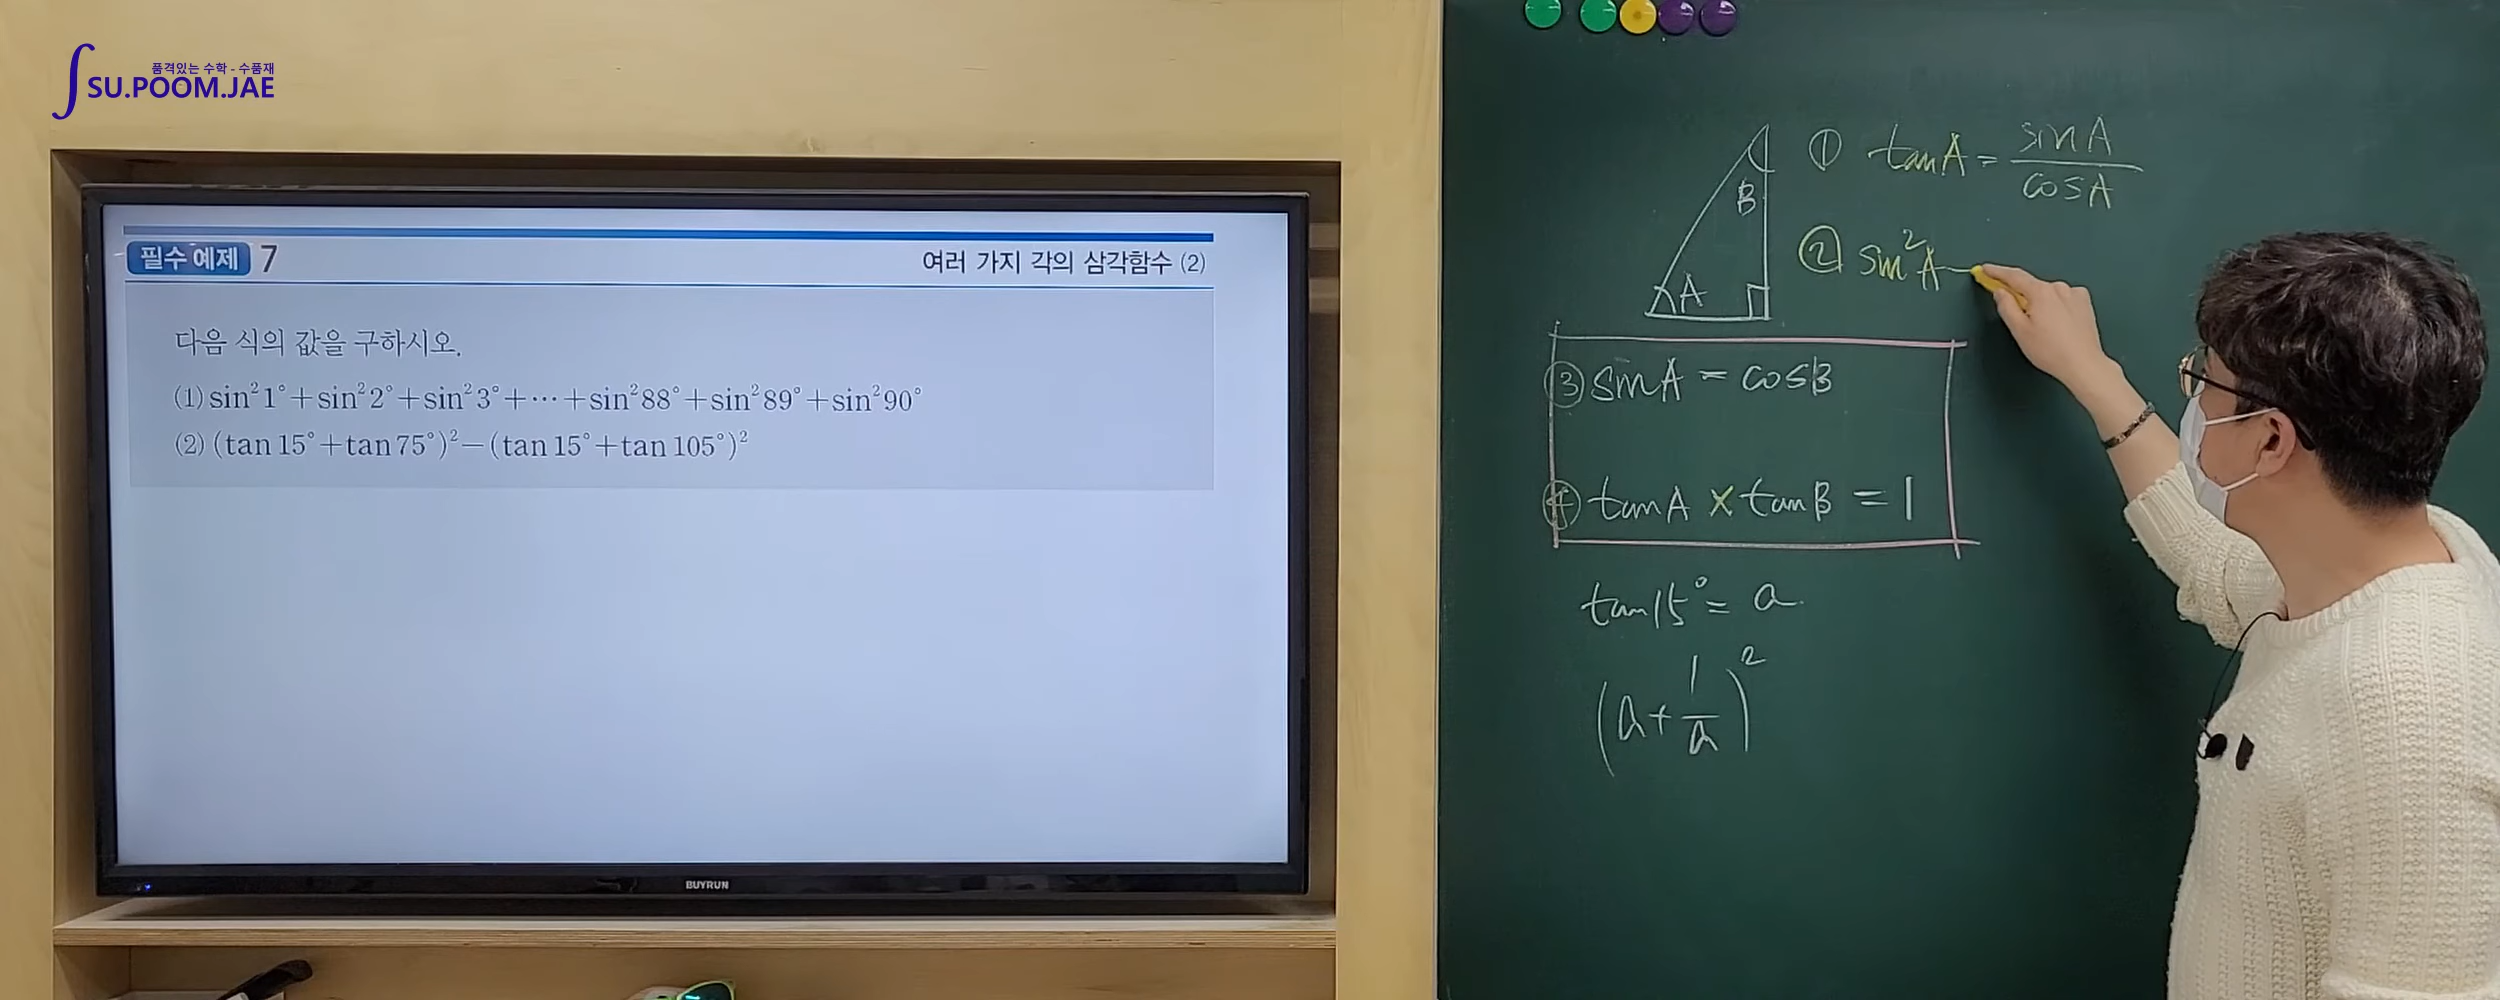 품격있는 수학 - 수품재
SU.POOM.JAE
필수 예제 7
여러 가지 각의 삼각함수 (2)
다음 식의 값을 구하시오.
(1) sin²1°+sin²2°+sin²3°+⋯+sin²88°+sin²89°+sin²90°
(2) (tan 15°+tan 75°)²−(tan 15°+tan 105°)²
BUYRUN
A
B
① tanA = sinA / cosA
② sin²A
③ sinA = cosB
④ tanA × tanB = 1
tan15° = a
(a + 1/a)²